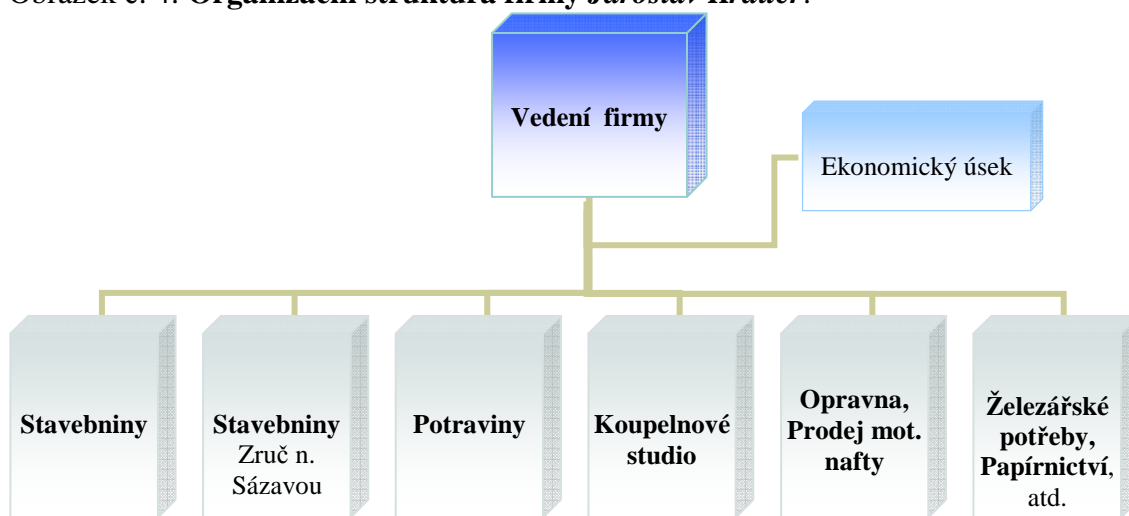 Vedení firmy
Ekonomický úsek
Stavebniny
Stavebniny
Zruč n.
Sázavou
Potraviny
Koupelnové
studio
Opravna,
Prodej mot.
nafty
Železářské
potřeby,
Papírnictví,
atd.